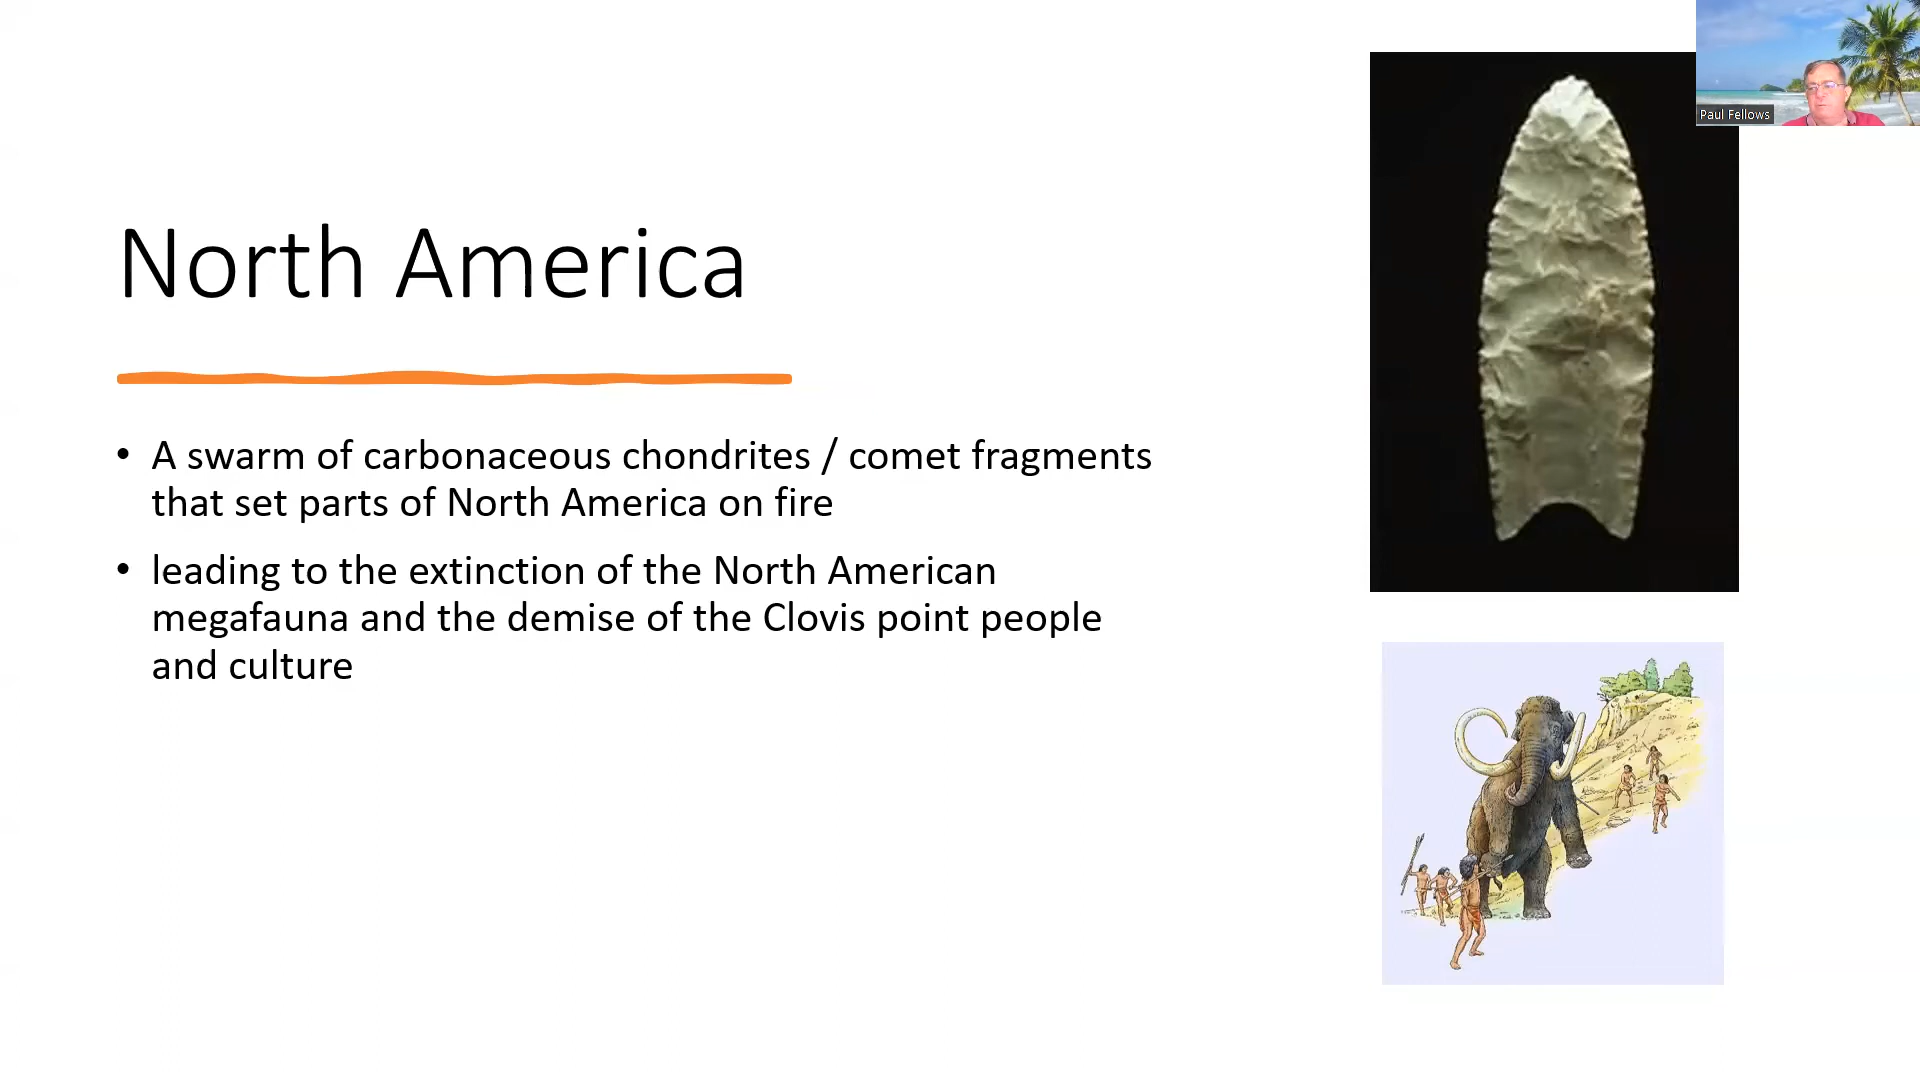 Paul Fellows
North America
• A swarm of carbonaceous chondrites / comet fragments
that set parts of North America on fire
• leading to the extinction of the North American
megafauna and the demise of the Clovis point people
and culture